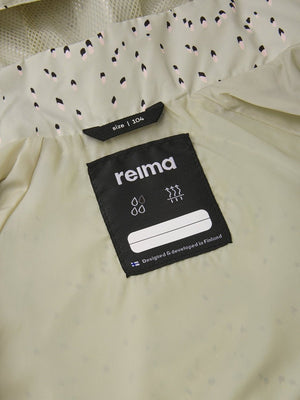 size | 104
reima
Designed & developed in Finland